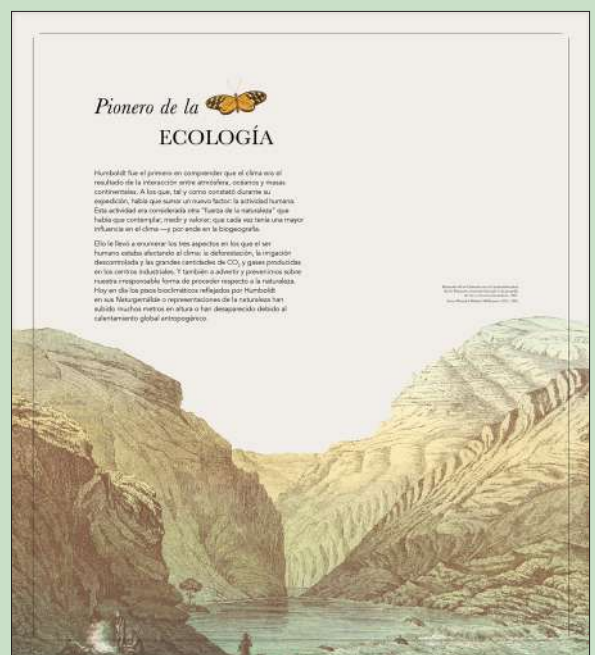 Pionero de la
ECOLOGÍA
Humboldt fue el primero en comprender que el clima era el
resultado de la interacción entre atmósfera, océanos y masas
continentales. A los que, tal y como constató durante su
expedición, había que sumar un nuevo factor: la actividad humana.
Esta actividad era considerada otra "fuerza de la naturaleza" que
había que contemplar, medir y valorar, que cada vez tenía una mayor
influencia en el clima —y por ende en la biogeografía.
Ello le llevó a enumerar los tres aspectos en los que el ser
humano estaba afectando al clima: la deforestación, la irrigación
descontrolada y las grandes cantidades de CO₂ y gases producidas
en los centros industriales. Y también a advertir y prevenirnos sobre
nuestra irresponsable forma de proceder respecto a la naturaleza.
Hoy en día los pisos bioclimáticos reflejados por Humboldt
en sus Naturgemälde o representaciones de la naturaleza han
subido muchos metros en altura o han desaparecido debido al
calentamiento global antropogénico.